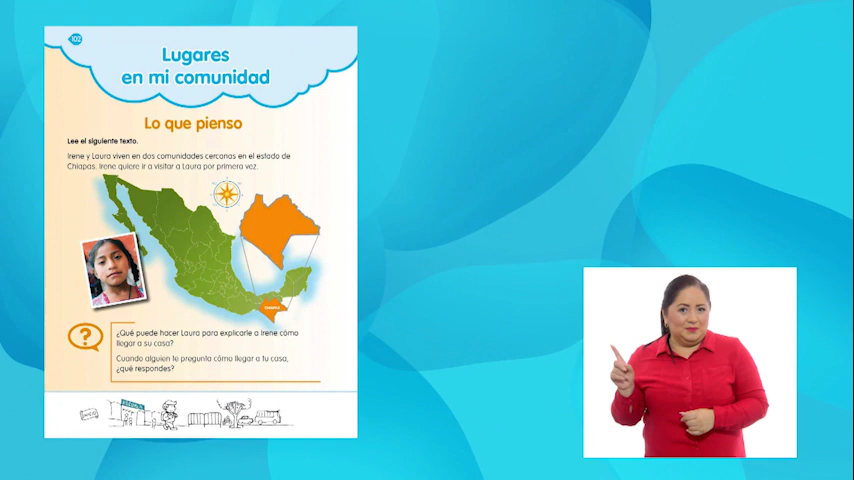 102
Lugares
en mi comunidad
Lo que pienso
Lee el siguiente texto.
Irene y Laura viven en dos comunidades cercanas en el estado de
Chiapas. Irene quiere ir a visitar a Laura por primera vez.
¿Qué puede hacer Laura para explicarle a Irene cómo
llegar a su casa?
Cuando alguien te pregunta cómo llegar a tu casa,
¿qué respondes?